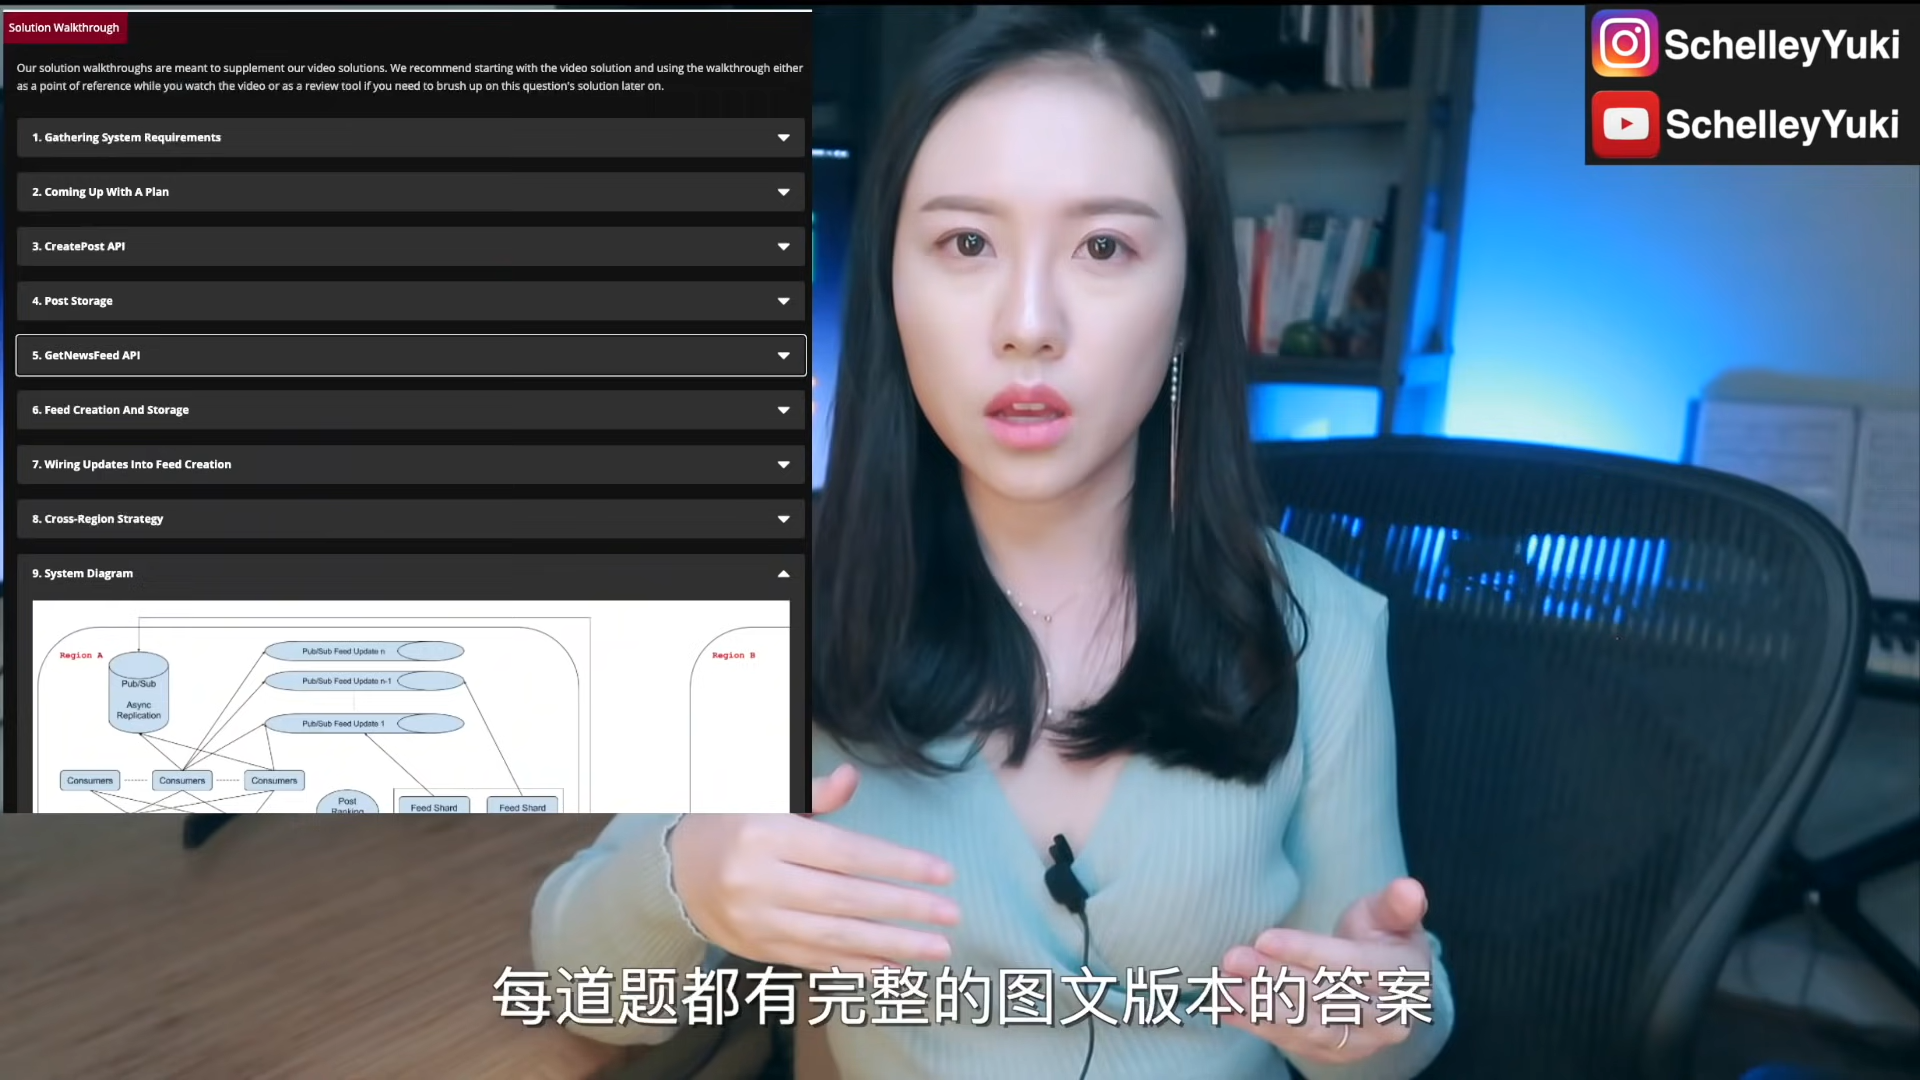 Solution Walkthrough
Our solution walkthroughs are meant to supplement our video solutions. We recommend starting with the video solution and using the walkthrough either
as a point of reference while you watch the video or as a review tool if you need to brush up on this question's solution later on.
1. Gathering System Requirements
2. Coming Up With A Plan
3. CreatePost API
4. Post Storage
5. GetNewsFeed API
6. Feed Creation And Storage
7. Wiring Updates Into Feed Creation
8. Cross-Region Strategy
9. System Diagram
Region A
Pub/Sub
Async
Replication
Pub/Sub Feed Update n
Pub/Sub Feed Update n-1
Pub/Sub Feed Update 1
Region B
Consumers
Consumers
Consumers
Post
Ranking
Feed Shard
Feed Shard
SchelleyYuki
SchelleyYuki
每道题都有完整的图文版本的答案